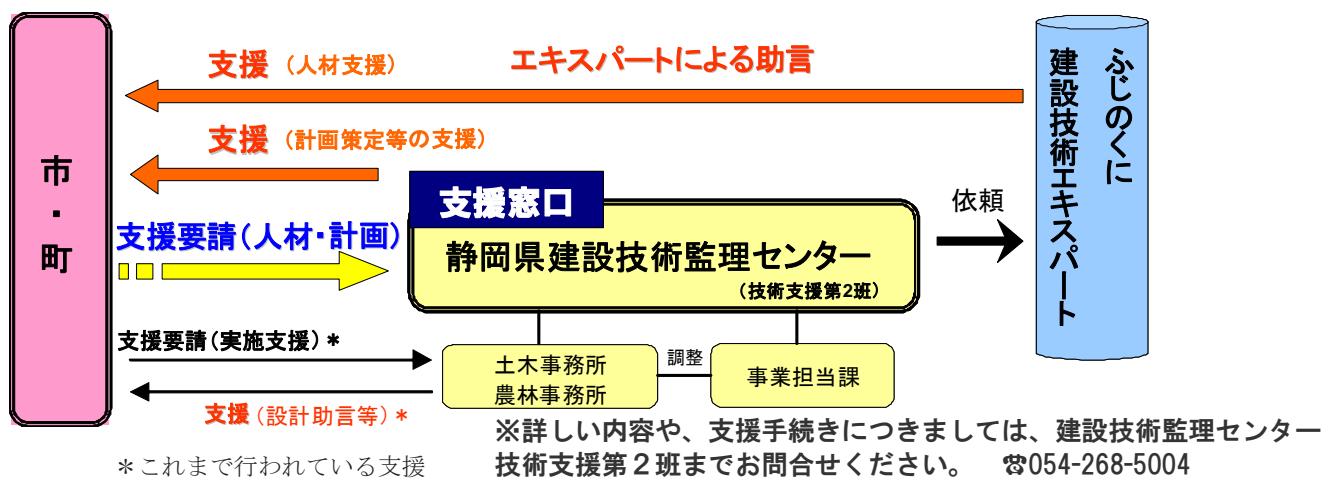 支援(人材支援)
エキスパートによる助言
支援(計画策定等の支援)
市・町
支援窓口
支援要請(人材・計画)
静岡県建設技術監理センター
(技術支援第2班)
依頼
ふじのくに
建設技術エキスパート
支援要請(実施支援)*
土木事務所
農林事務所
調整
事業担当課
支援(設計助言等)*
*これまで行われている支援
※詳しい内容や、支援手続きにつきましては、建設技術監理センター
技術支援第2班までお問合せください。 ☎054-268-5004